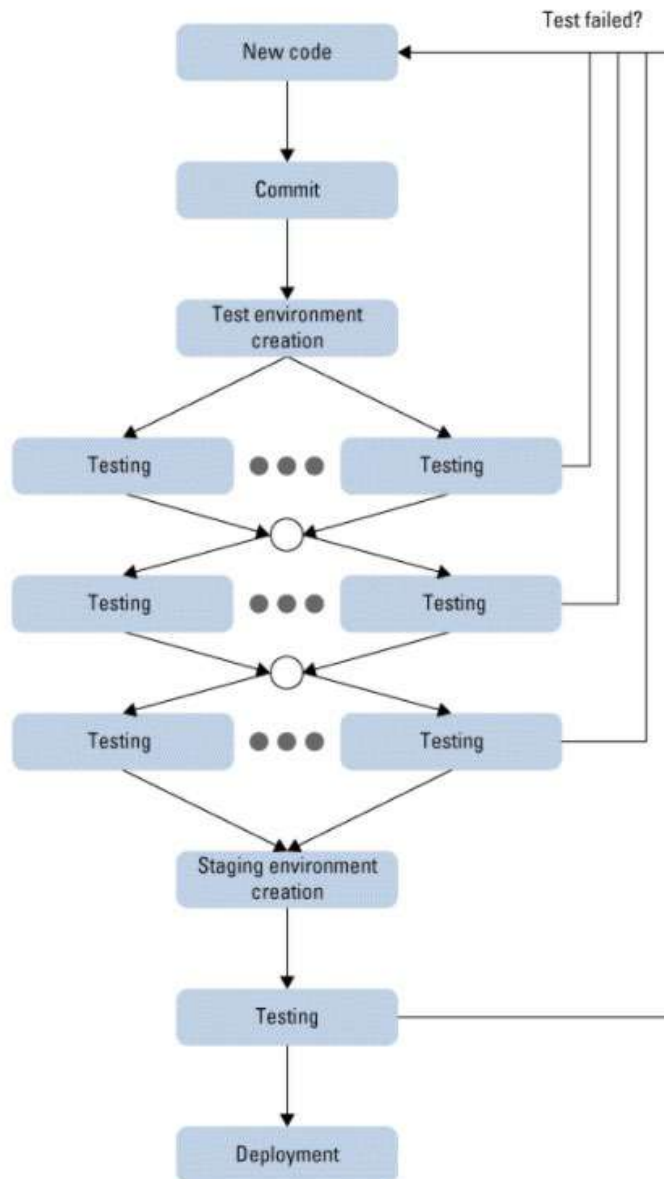 Test failed?
New code
Commit
Test environment
creation
Testing
Testing
Testing
Testing
Testing
Testing
Staging environment
creation
Testing
Deployment